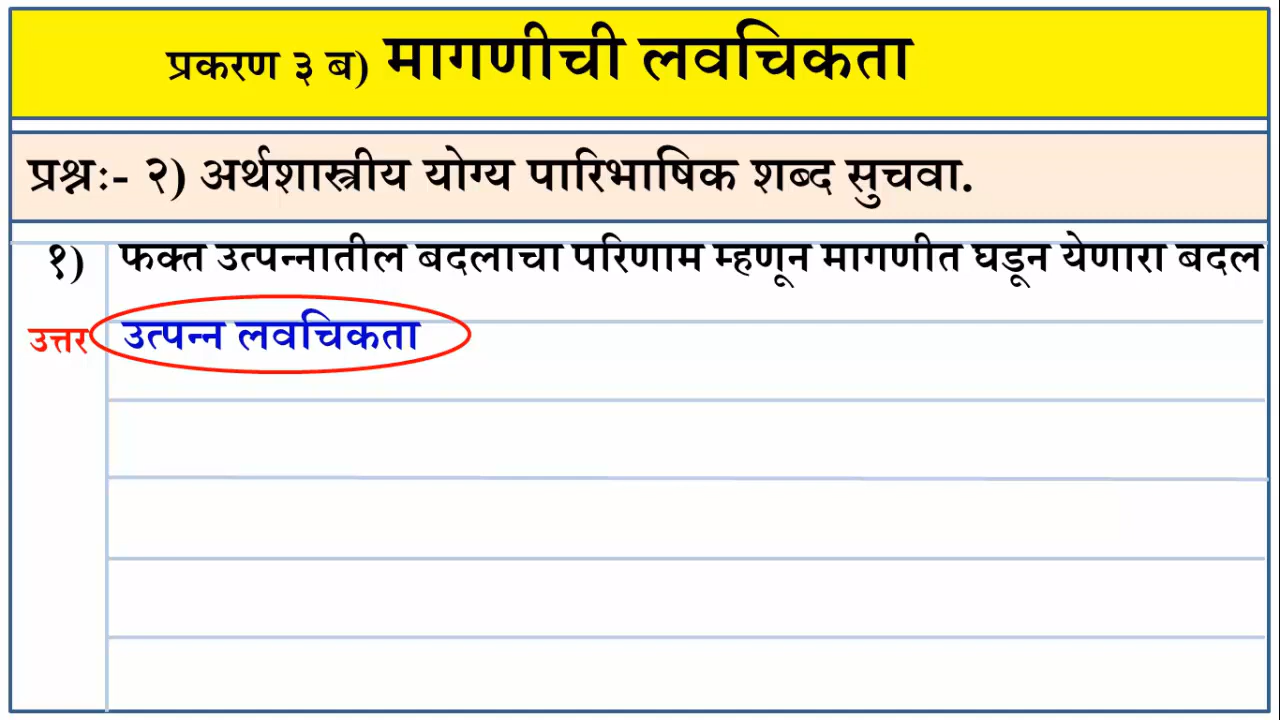 प्रकरण ३ ब) मागणीची लवचिकता
प्रश्नः- २) अर्थशास्त्रीय योग्य पारिभाषिक शब्द सुचवा.
१) फक्त उत्पन्नातील बदलाचा परिणाम म्हणून मागणीत घडून येणारा बदल
उत्तर उत्पन्न लवचिकता